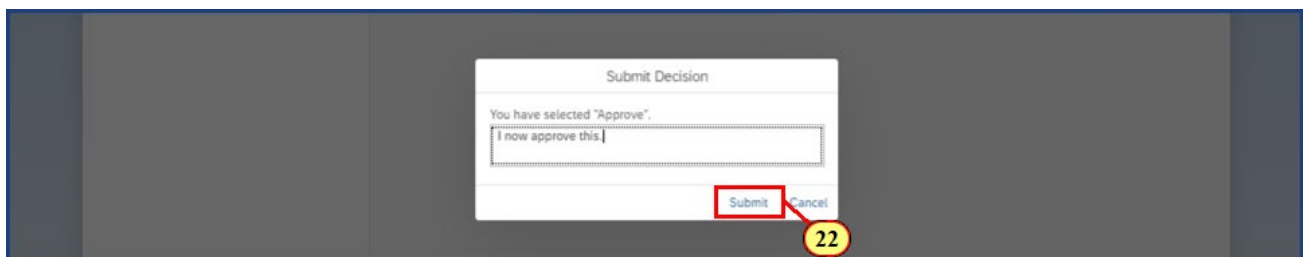 Submit Decision
You have selected "Approve".
I now approve this.
Submit Cancel
22